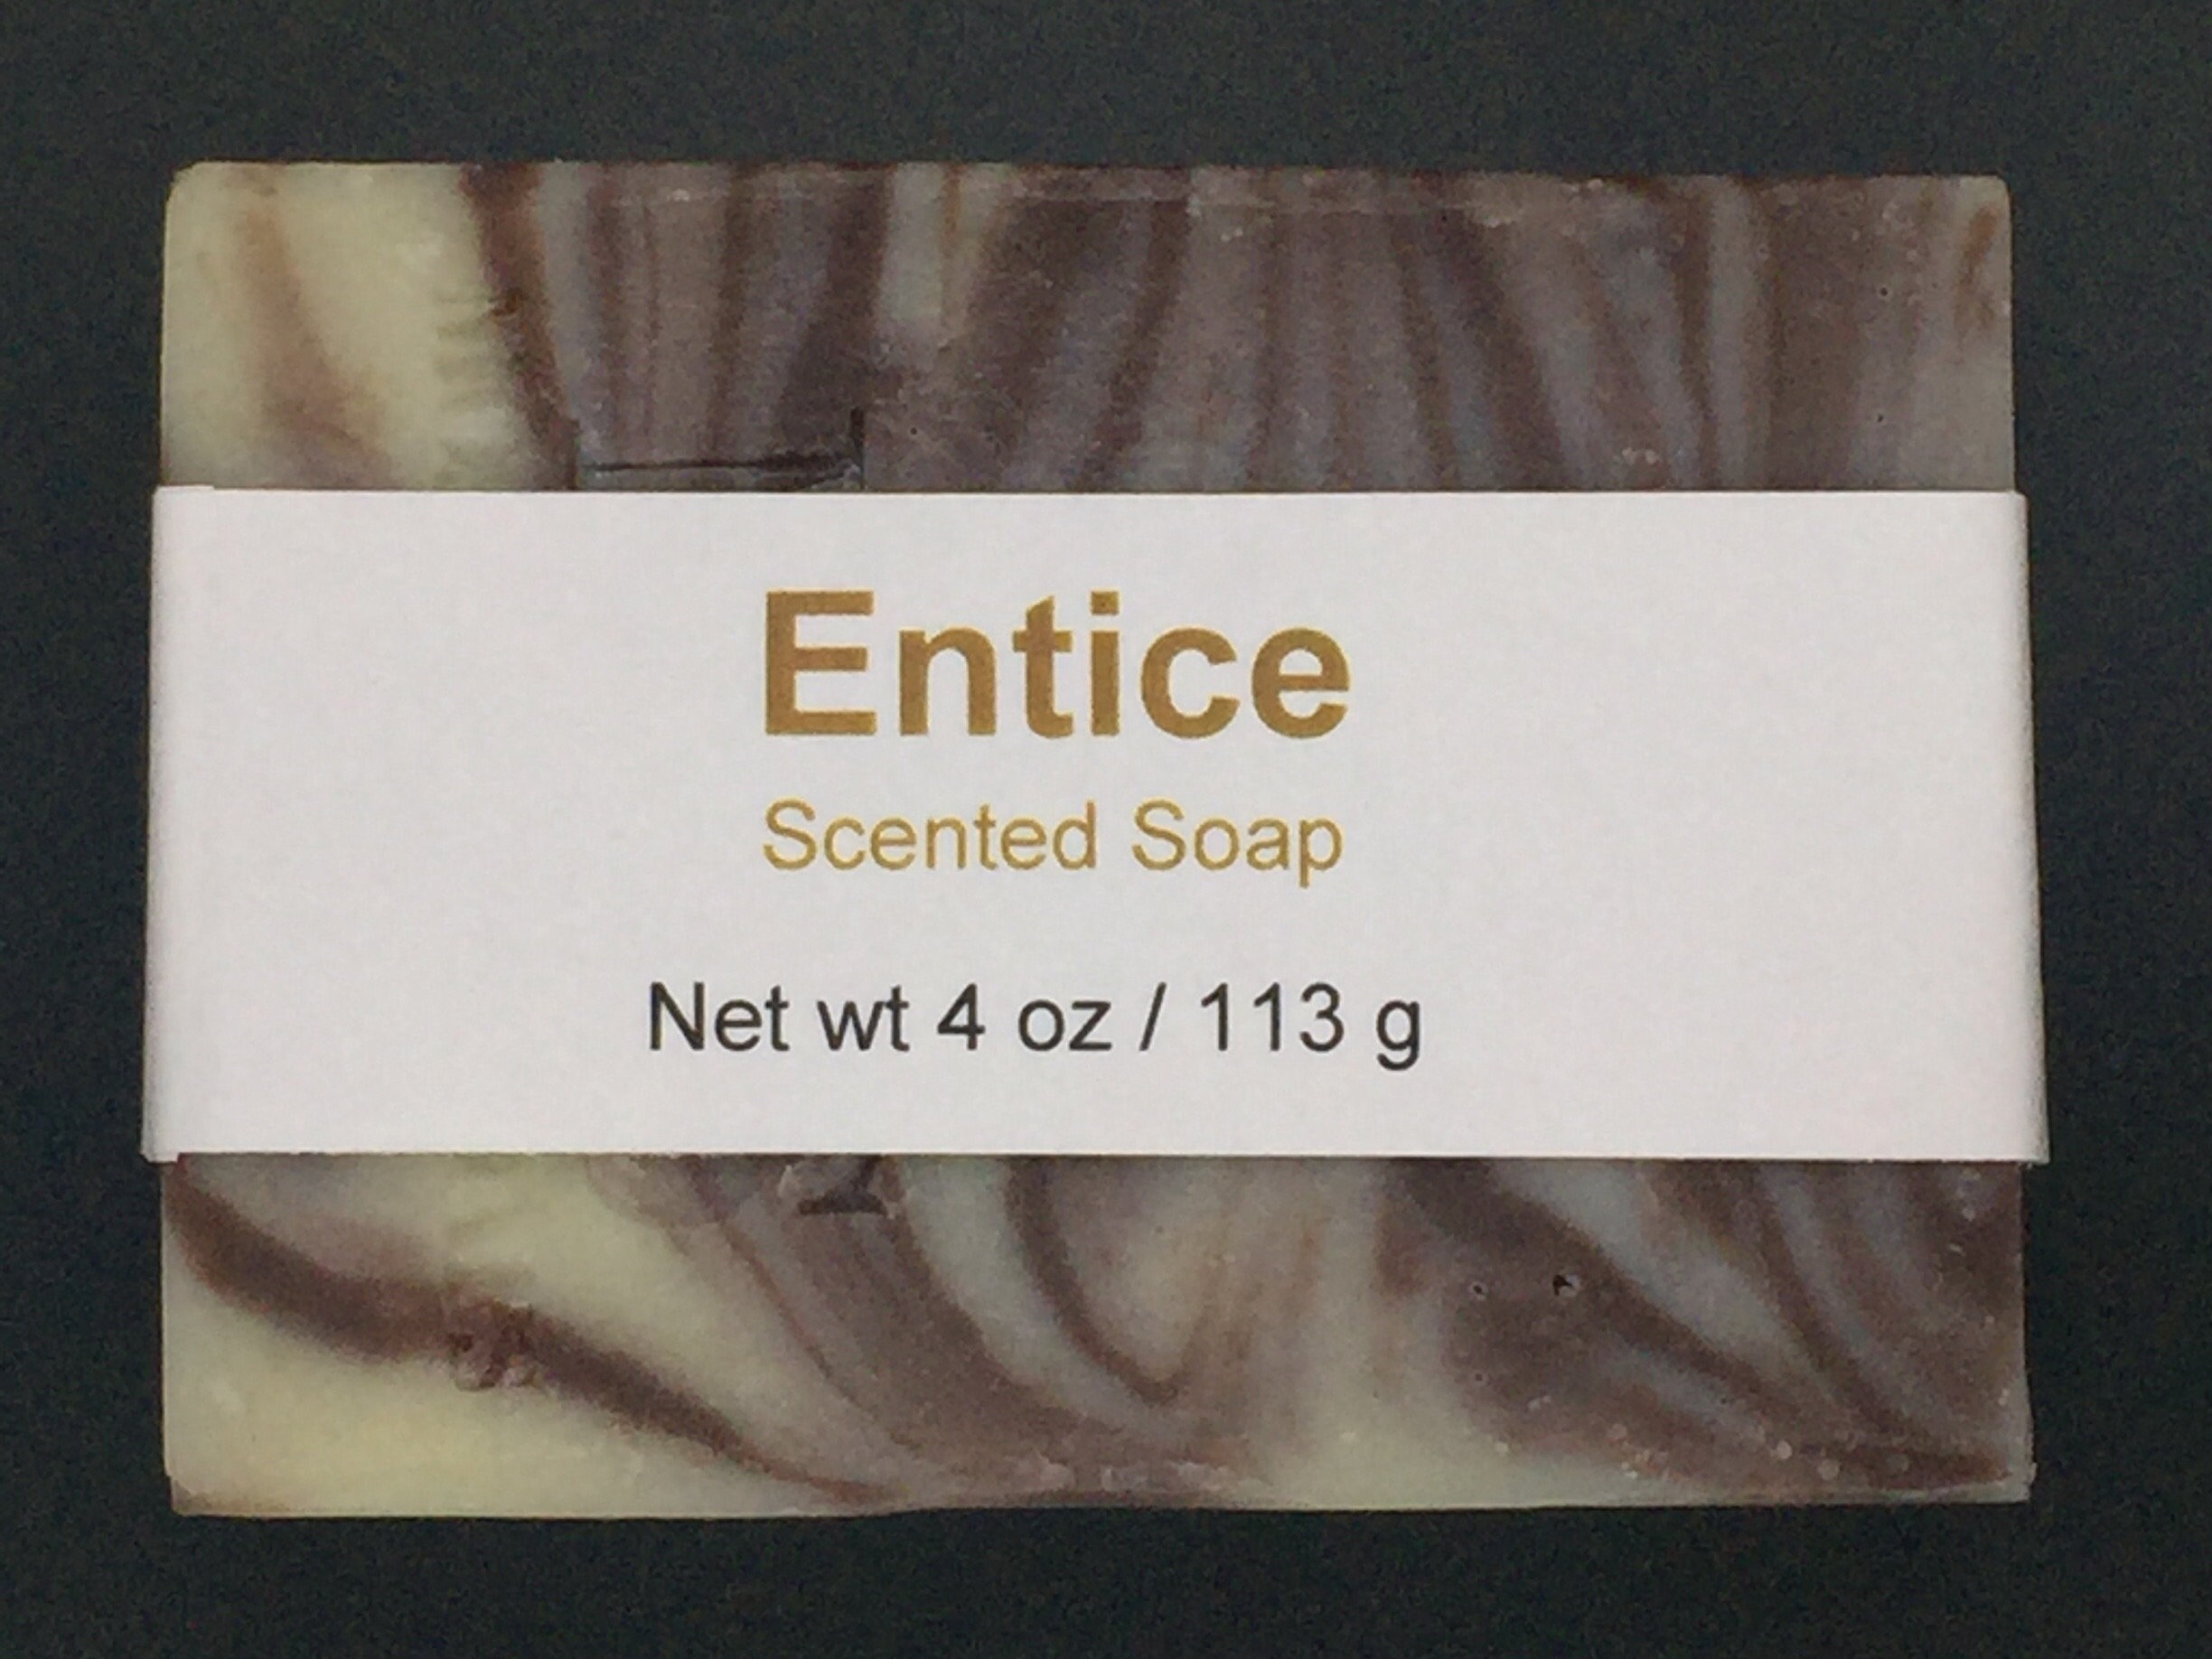 Entice
Scented Soap
Net wt 4 oz / 113 g